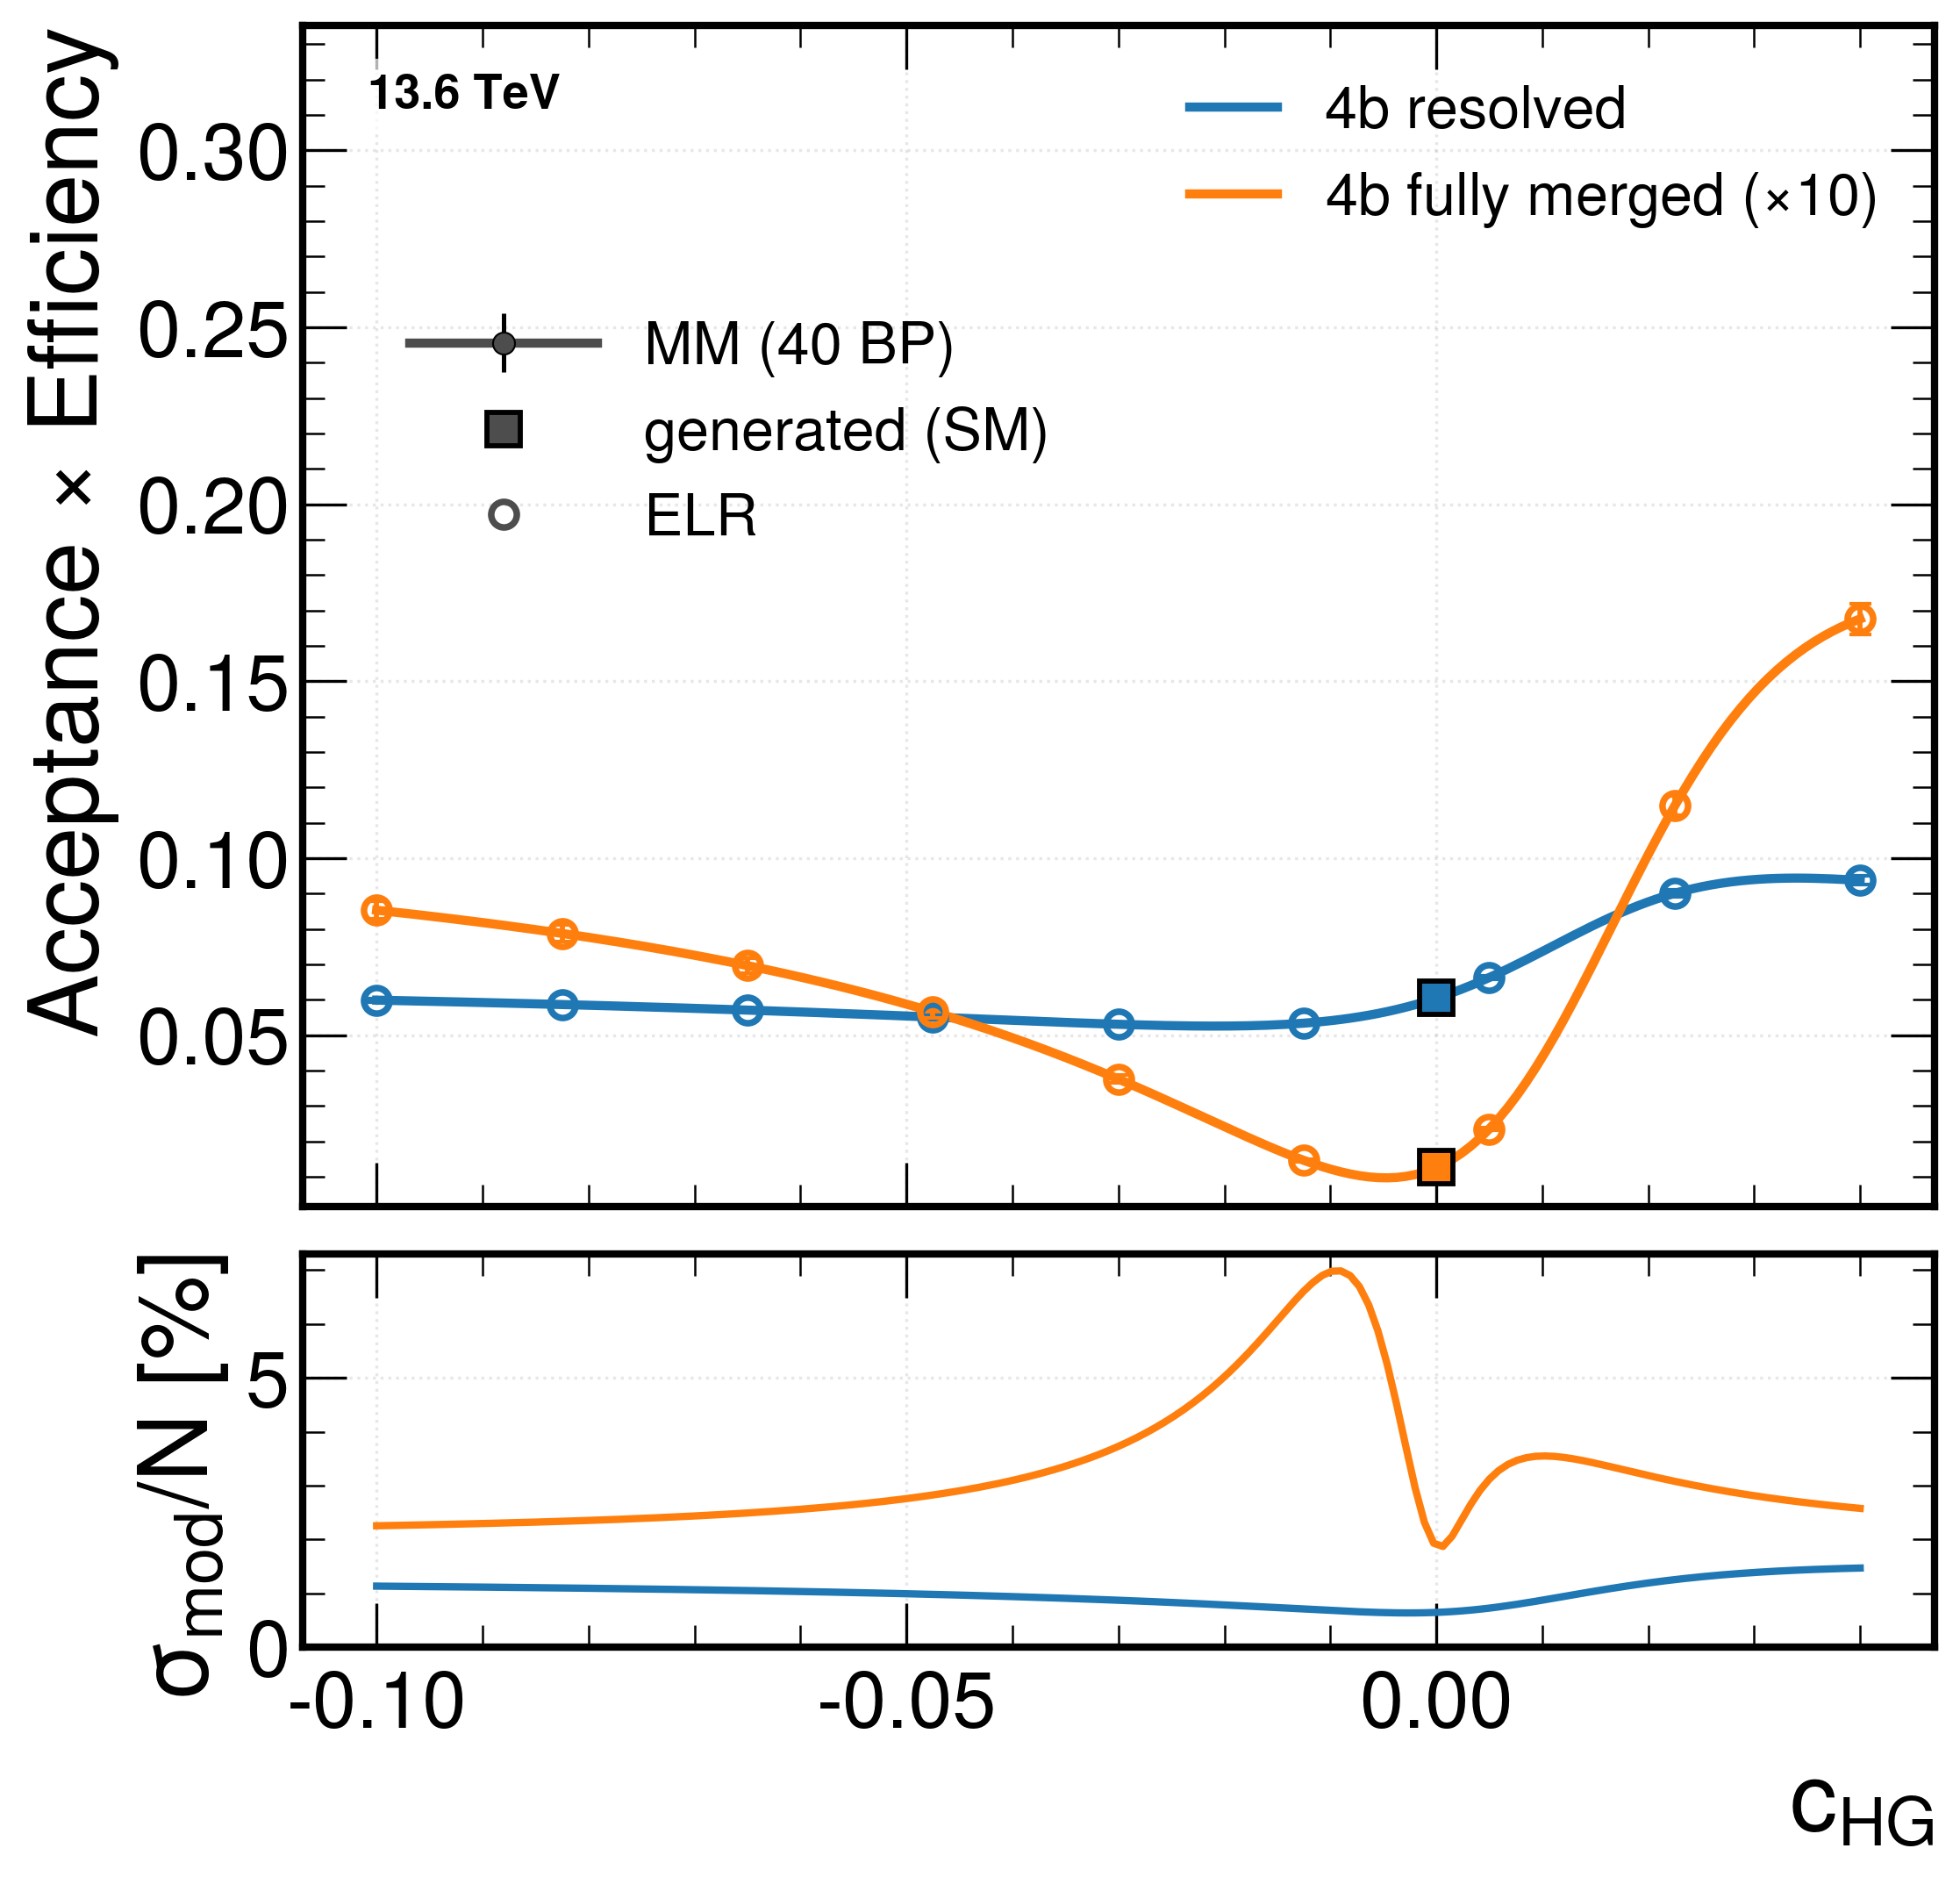 Acceptance × Efficiency
13.6 TeV
4b resolved
4b fully merged (×10)
MM (40 BP)
generated (SM)
ELR
0.30
0.25
0.20
0.15
0.10
0.05
σmod/N [%]
5
0
-0.10 -0.05 0.00
cHG